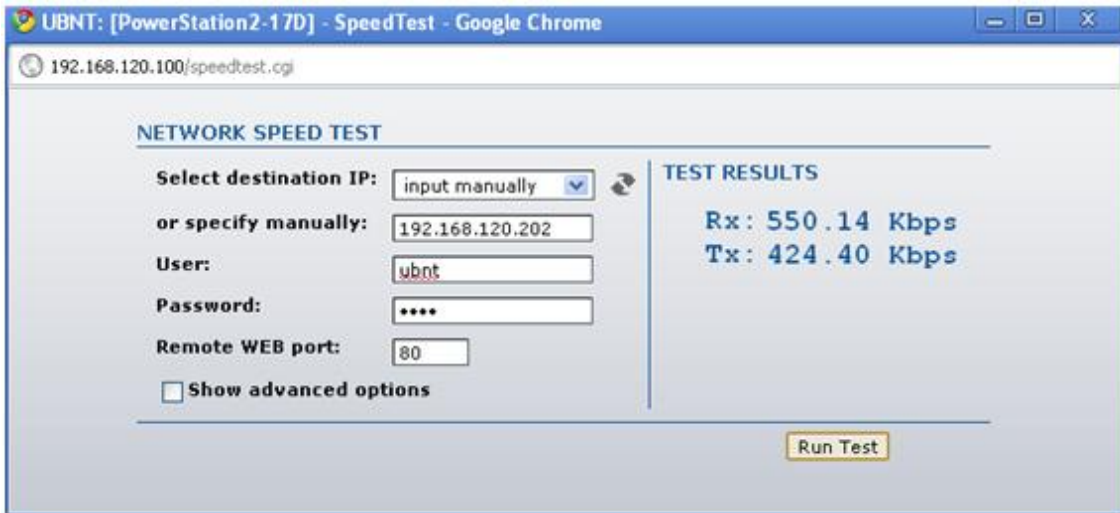 UBNT: [PowerStation2-17D] - SpeedTest - Google Chrome
192.168.120.100/speedtest.cgi
NETWORK SPEED TEST
Select destination IP: input manually
or specify manually: 192.168.120.202
User: ubnt
Password: ••••
Remote WEB port: 80
Show advanced options
TEST RESULTS
Rx: 550.14 Kbps
Tx: 424.40 Kbps
Run Test